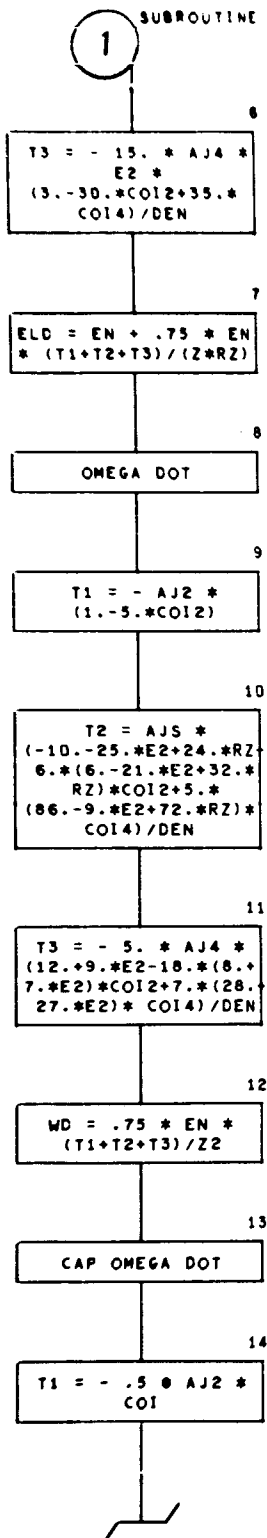 SUBROUTINE
1
6
T3 = - 15. * AJ4 *
E2 *
(3.-30.*COI2+35.*
COI4)/DEN
7
ELD = EN + .75 * EN
* (T1+T2+T3)/(Z*RZ)
8
OMEGA DOT
9
T1 = - AJ2 *
(1.-5.*COI2)
10
T2 = AJS *
(-10.-25.*E2+24.*RZ-
6.*(6.-21.*E2+32.*
RZ)*COI2+5.*
(86.-9.*E2+72.*RZ)*
COI4)/DEN
11
T3 = - 5. * AJ4 *
(12.+9.*E2-18.*(8.+
7.*E2)*COI2+7.*(28.+
27.*E2)* COI4)/DEN
12
WD = .75 * EN *
(T1+T2+T3)/Z2
13
CAP OMEGA DOT
14
T1 = - .5 * AJ2 *
COI